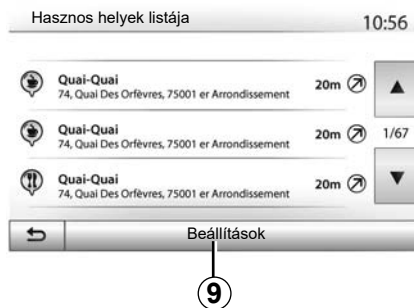 Hasznos helyek listája 10:56
Quai-Quai
74, Quai Des Orfèvres, 75001 er Arrondissement 20m
Quai-Quai
74, Quai Des Orfèvres, 75001 er Arrondissement 20m 1/67
Quai-Quai
74, Quai Des Orfèvres, 75001 er Arrondissement 20m
Beállítások
9